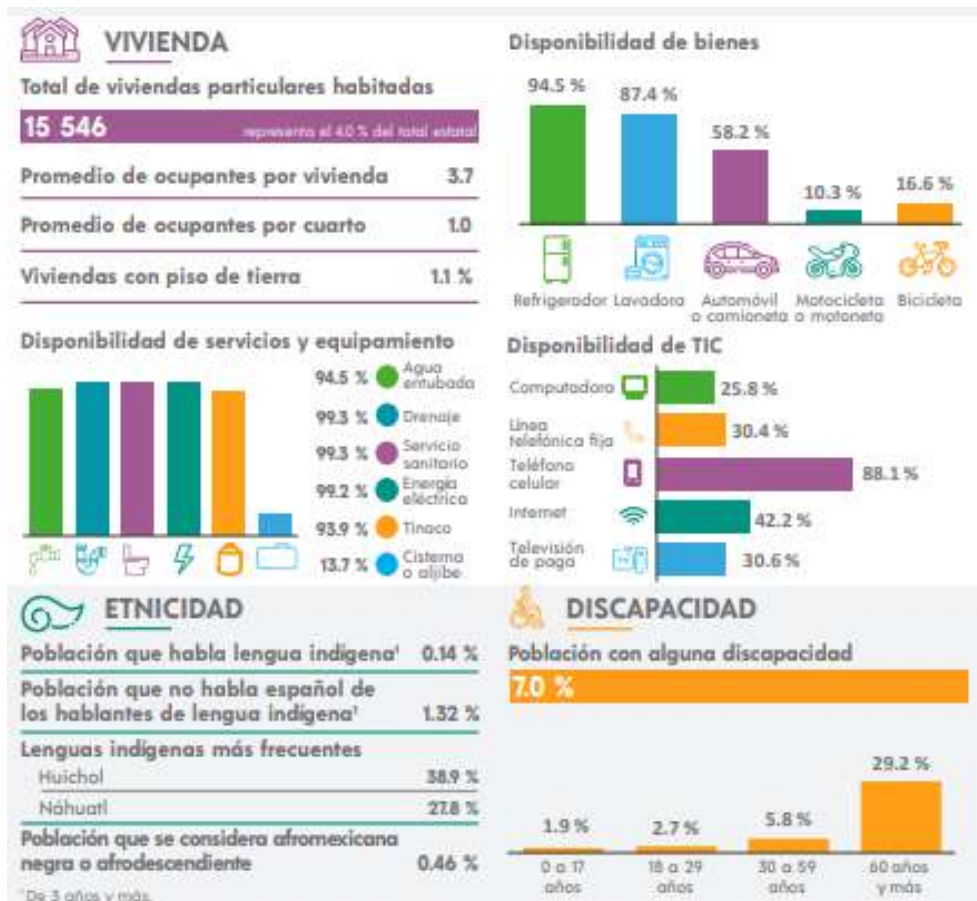 VIVIENDA
Total de viviendas particulares habitadas
15 546 representa el 4.0 % del total estatal
Promedio de ocupantes por vivienda 3.7
Promedio de ocupantes por cuarto 1.0
Viviendas con piso de tierra 1.1 %
Disponibilidad de servicios y equipamiento
94.5 % Agua entubada
99.3 % Drenaje
99.3 % Servicio sanitario
99.2 % Energía eléctrica
93.9 % Tinaco
13.7 % Cisterna o aljibe
Disponibilidad de bienes
94.5 %
87.4 %
58.2 %
10.3 %
16.6 %
Refrigerador Lavadora Automóvil o camioneta Motocicleta o motoneta Bicicleta
Disponibilidad de TIC
Computadora 25.8 %
Línea telefónica fija 30.4 %
Teléfono celular 88.1 %
Internet 42.2 %
Televisión de paga 30.6 %
ETNICIDAD
Población que habla lengua indígena¹ 0.14 %
Población que no habla español de
los hablantes de lengua indígena¹ 1.32 %
Lenguas indígenas más frecuentes
Huichol 38.9 %
Náhuatl 27.8 %
Población que se considera afromexicana
negra o afrodescendiente 0.46 %
¹De 3 años y más.
DISCAPACIDAD
Población con alguna discapacidad
7.0 %
1.9 %
2.7 %
5.8 %
29.2 %
0 a 17 años
18 a 29 años
30 a 59 años
60 años y más